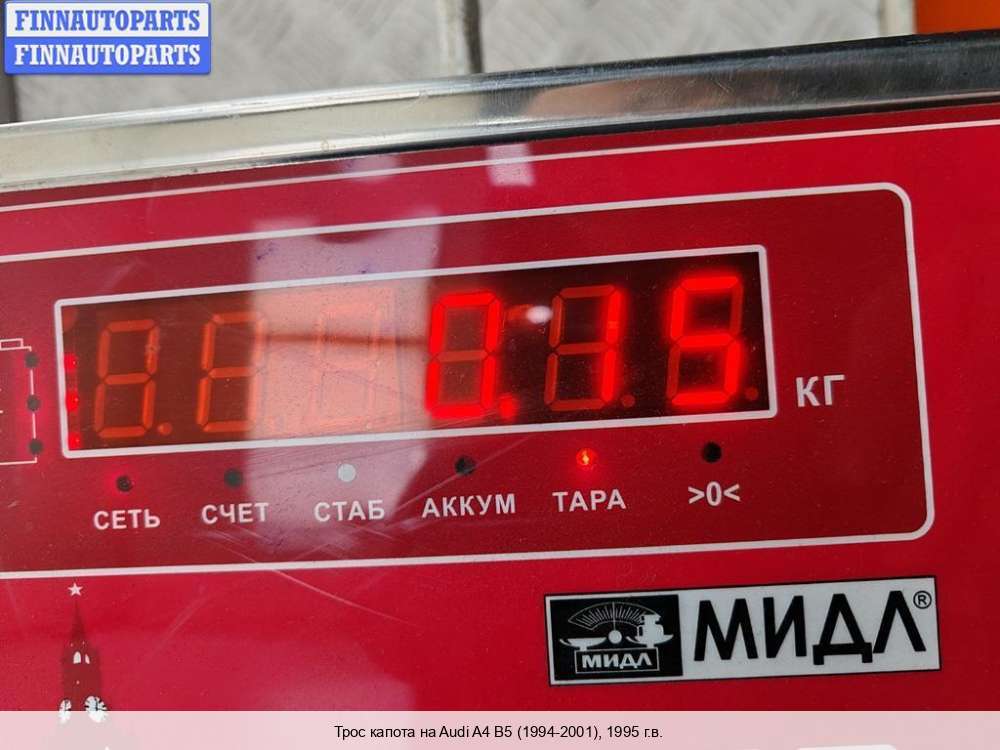 FINNAUTOPARTS
FINNAUTOPARTS
0.15
КГ
СЕТЬ СЧЕТ СТАБ АККУМ ТАРА >0<
МИДЛ МИДЛ®
Трос капота на Audi A4 B5 (1994-2001), 1995 г.в.